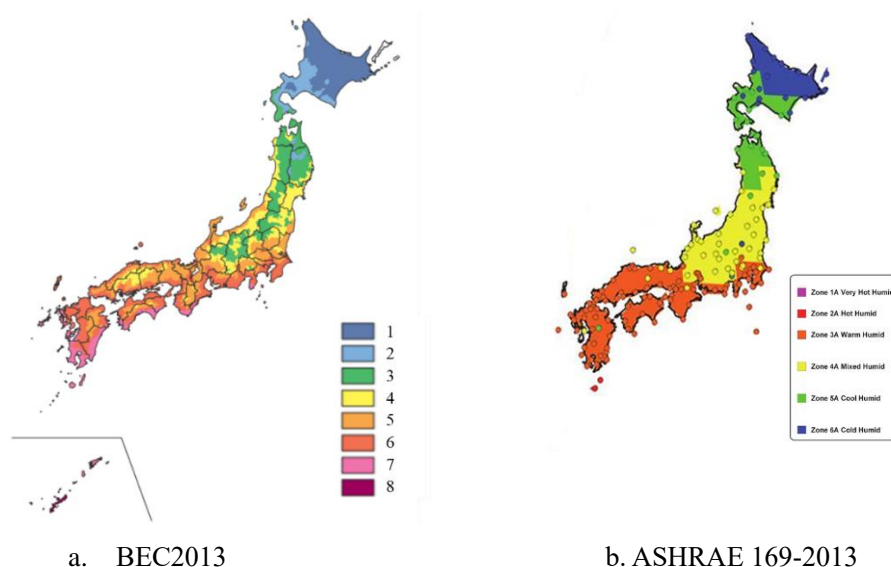 1
2
3
4
5
6
7
8
Zone 1A Very Hot Humid
Zone 2A Hot Humid
Zone 3A Warm Humid
Zone 4A Mixed Humid
Zone 5A Cool Humid
Zone 6A Cold Humid
a. BEC2013
b. ASHRAE 169-2013